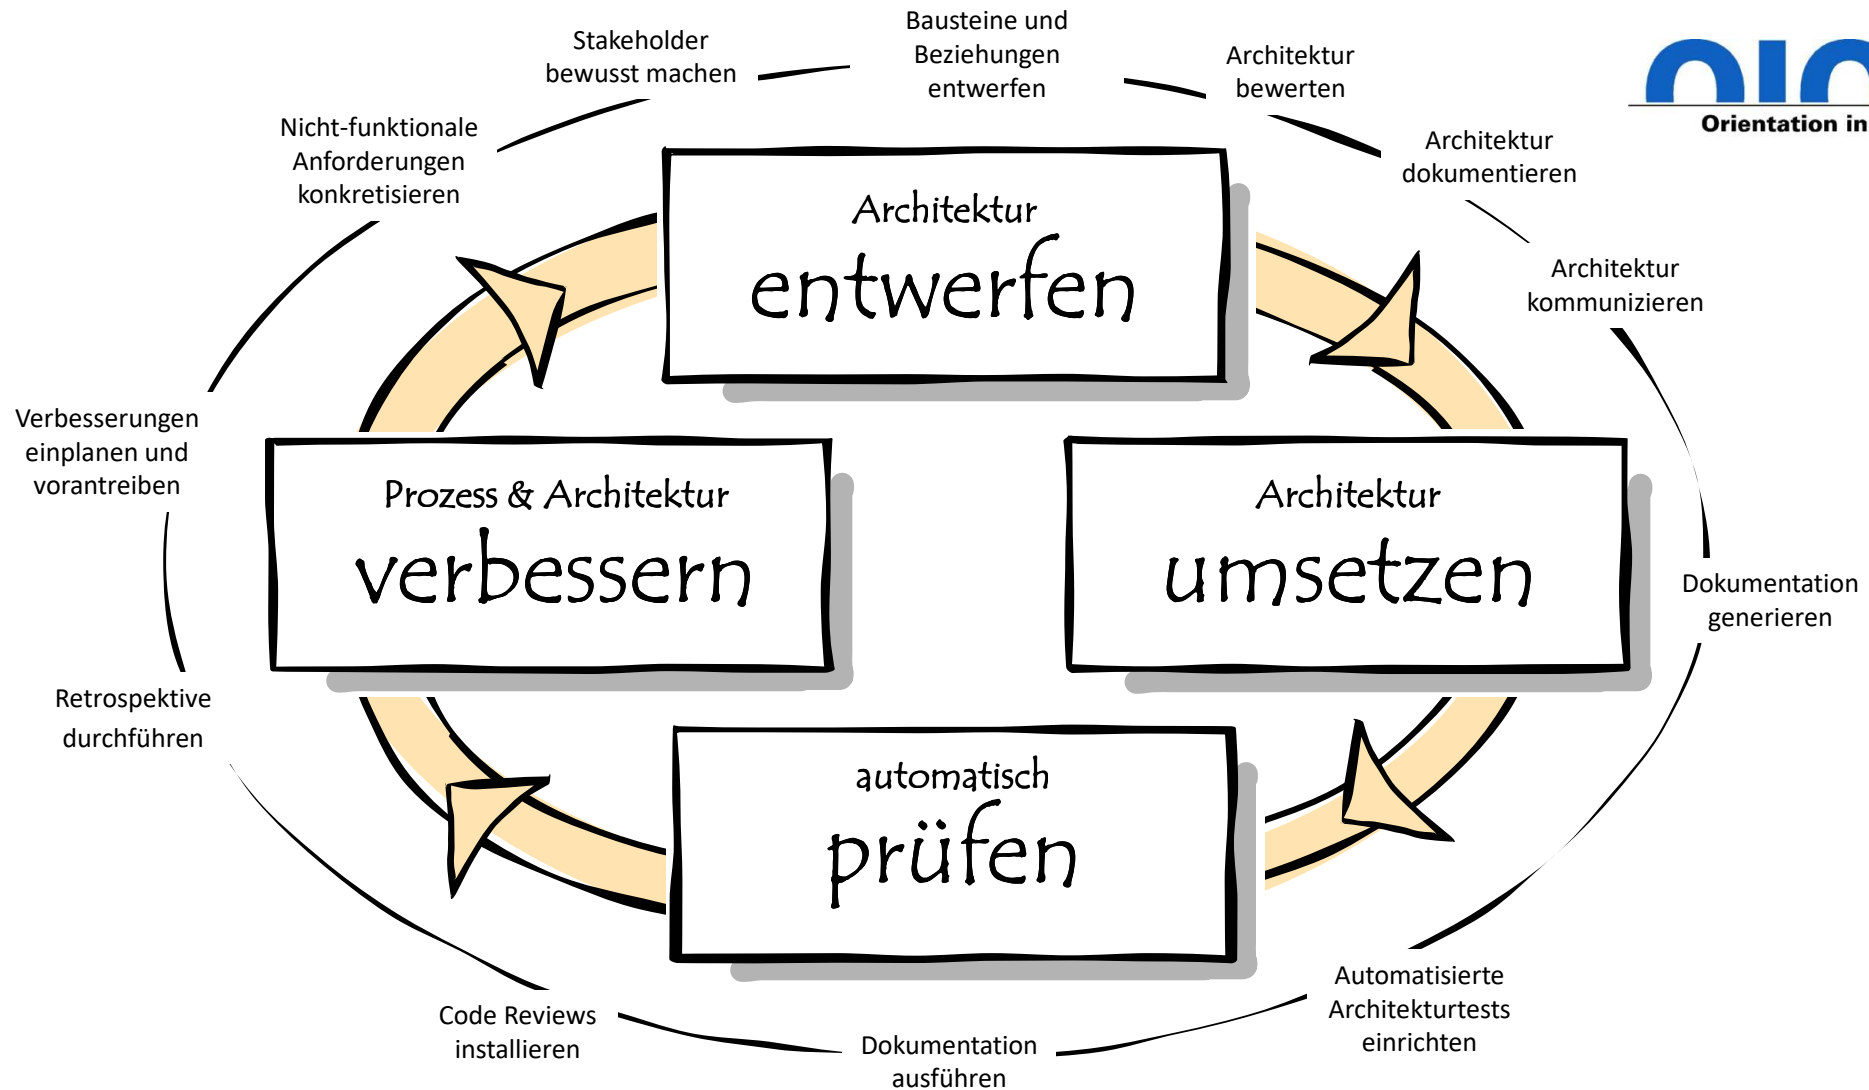 Stakeholder
bewusst machen
Bausteine und
Beziehungen
entwerfen
Architektur
bewerten
Orientation in
Nicht-funktionale
Anforderungen
konkretisieren
Architektur
dokumentieren
Architektur
entwerfen
Architektur
kommunizieren
Verbesserungen
einplanen und
vorantreiben
Prozess & Architektur
verbessern
Architektur
umsetzen
Dokumentation
generieren
Retrospektive
durchführen
automatisch
prüfen
Automatisierte
Architekturtests
einrichten
Code Reviews
installieren
Dokumentation
ausführen